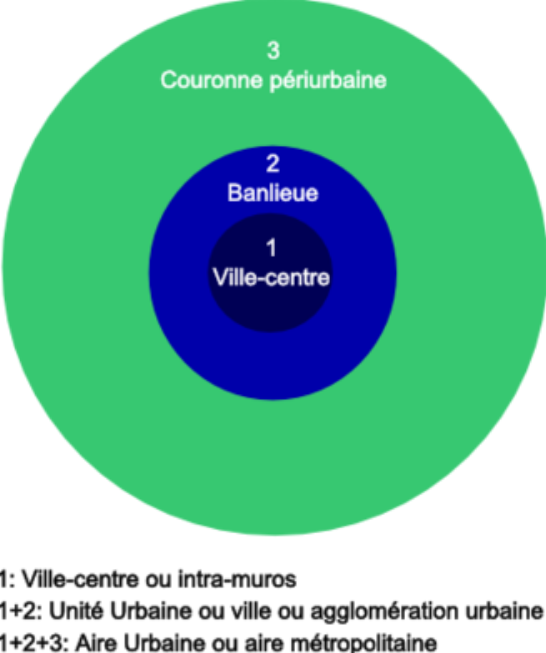 3
Couronne périurbaine
2
Banlieue
1
Ville-centre
1: Ville-centre ou intra-muros
1+2: Unité Urbaine ou ville ou agglomération urbaine
1+2+3: Aire Urbaine ou aire métropolitaine